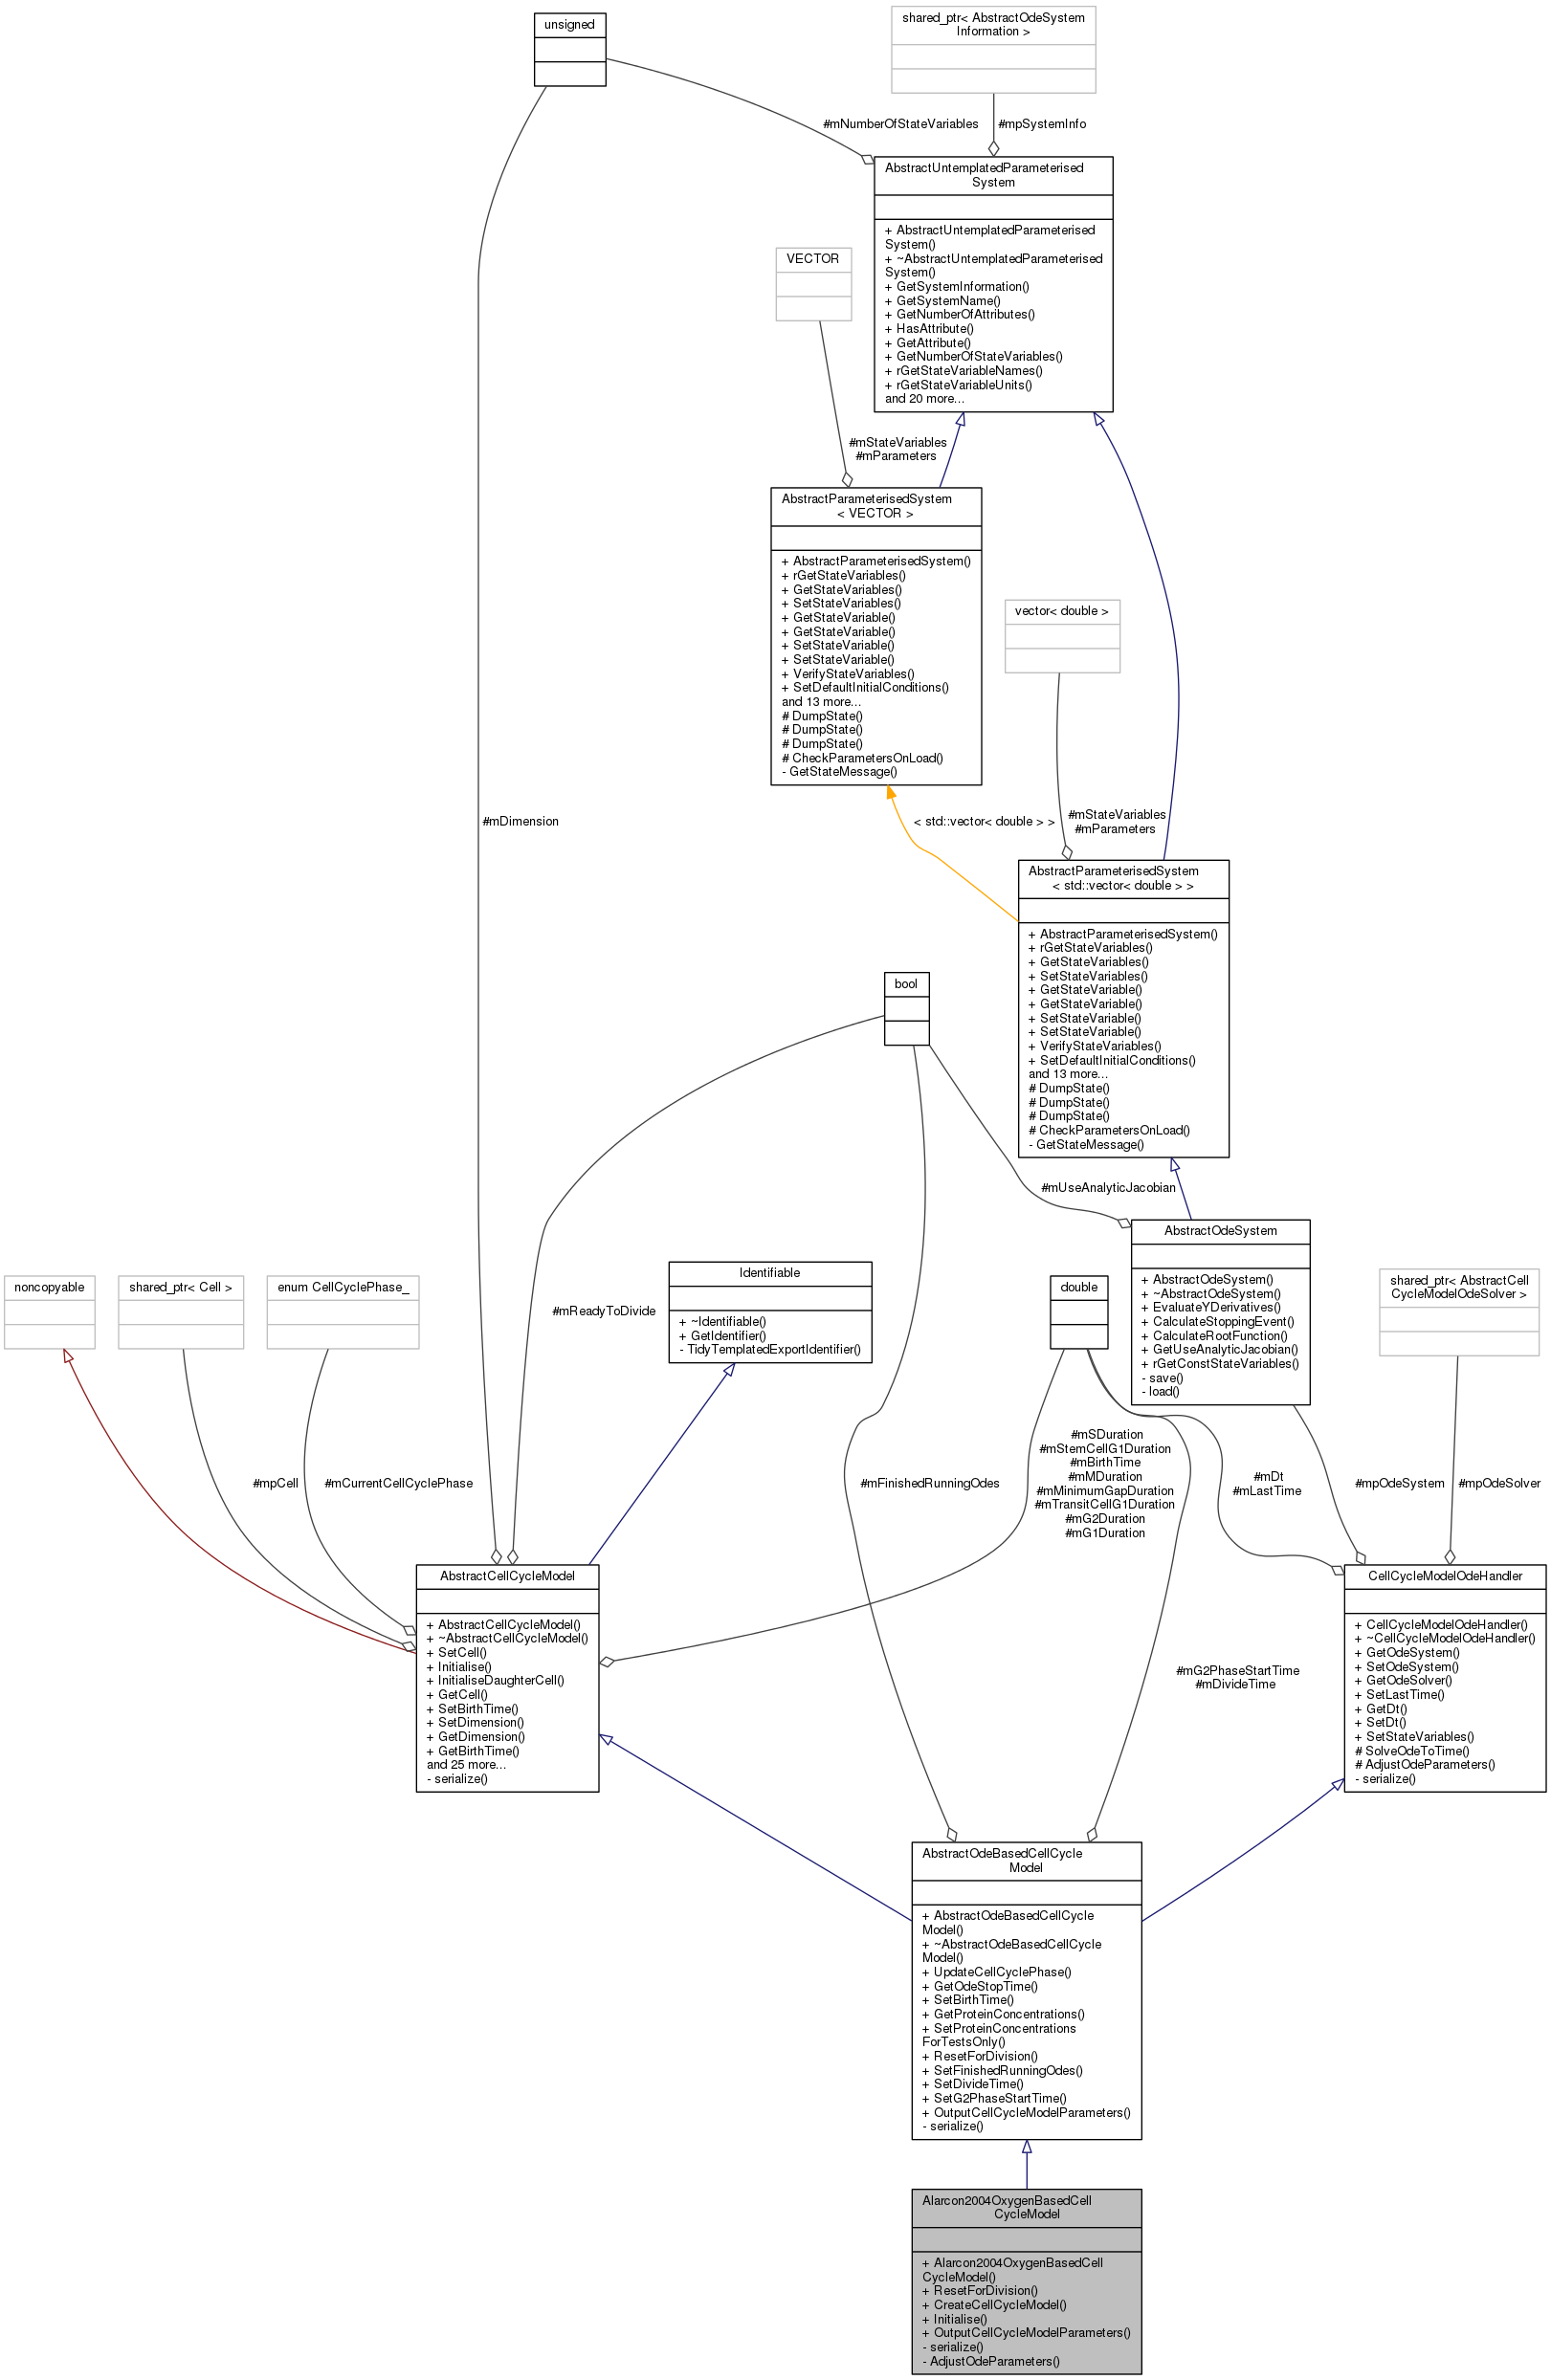 unsigned
shared_ptr< AbstractOdeSystem
Information >
#mNumberOfStateVariables
#mpSystemInfo
AbstractUntemplatedParameterised
System
+ AbstractUntemplatedParameterised
System()
+ ~AbstractUntemplatedParameterised
System()
+ GetSystemInformation()
+ GetSystemName()
+ GetNumberOfAttributes()
+ HasAttribute()
+ GetAttribute()
+ GetNumberOfStateVariables()
+ rGetStateVariableNames()
+ rGetStateVariableUnits()
and 20 more...
VECTOR
#mStateVariables
#mParameters
AbstractParameterisedSystem
< VECTOR >
+ AbstractParameterisedSystem()
+ rGetStateVariables()
+ GetStateVariables()
+ SetStateVariables()
+ GetStateVariable()
+ GetStateVariable()
+ SetStateVariable()
+ SetStateVariable()
+ VerifyStateVariables()
+ SetDefaultInitialConditions()
and 13 more...
# DumpState()
# DumpState()
# DumpState()
# CheckParametersOnLoad()
- GetStateMessage()
vector< double >
#mDimension
< std::vector< double > >
#mStateVariables
#mParameters
AbstractParameterisedSystem
< std::vector< double > >
+ AbstractParameterisedSystem()
+ rGetStateVariables()
+ GetStateVariables()
+ SetStateVariables()
+ GetStateVariable()
+ GetStateVariable()
+ SetStateVariable()
+ SetStateVariable()
+ VerifyStateVariables()
+ SetDefaultInitialConditions()
and 13 more...
# DumpState()
# DumpState()
# DumpState()
# CheckParametersOnLoad()
- GetStateMessage()
bool
#mUseAnalyticJacobian
AbstractOdeSystem
+ AbstractOdeSystem()
+ ~AbstractOdeSystem()
+ EvaluateYDerivatives()
+ CalculateStoppingEvent()
+ CalculateRootFunction()
+ GetUseAnalyticJacobian()
+ rGetConstStateVariables()
- save()
- load()
noncopyable
shared_ptr< Cell >
enum CellCyclePhase_
#mReadyToDivide
Identifiable
+ ~Identifiable()
+ GetIdentifier()
- TidyTemplatedExportIdentifier()
double
shared_ptr< AbstractCell
CycleModelOdeSolver >
#mpCell
#mCurrentCellCyclePhase
#mFinishedRunningOdes
#mSDuration
#mStemCellG1Duration
#mBirthTime
#mMDuration
#mMinimumGapDuration
#mTransitCellG1Duration
#mG2Duration
#mG1Duration
#mDt
#mLastTime
#mpOdeSystem
#mpOdeSolver
AbstractCellCycleModel
+ AbstractCellCycleModel()
+ ~AbstractCellCycleModel()
+ SetCell()
+ Initialise()
+ InitialiseDaughterCell()
+ GetCell()
+ SetBirthTime()
+ SetDimension()
+ GetDimension()
+ GetBirthTime()
and 25 more...
- serialize()
CellCycleModelOdeHandler
+ CellCycleModelOdeHandler()
+ ~CellCycleModelOdeHandler()
+ GetOdeSystem()
+ SetOdeSystem()
+ GetOdeSolver()
+ SetLastTime()
+ GetDt()
+ SetDt()
+ SetStateVariables()
# SolveOdeToTime()
# AdjustOdeParameters()
- serialize()
#mG2PhaseStartTime
#mDivideTime
AbstractOdeBasedCellCycle
Model
+ AbstractOdeBasedCellCycle
Model()
+ ~AbstractOdeBasedCellCycle
Model()
+ UpdateCellCyclePhase()
+ GetOdeStopTime()
+ SetBirthTime()
+ GetProteinConcentrations()
+ SetProteinConcentrations
ForTestsOnly()
+ ResetForDivision()
+ SetFinishedRunningOdes()
+ SetDivideTime()
+ SetG2PhaseStartTime()
+ OutputCellCycleModelParameters()
- serialize()
Alarcon2004OxygenBasedCell
CycleModel
+ Alarcon2004OxygenBasedCell
CycleModel()
+ ResetForDivision()
+ CreateCellCycleModel()
+ Initialise()
+ OutputCellCycleModelParameters()
- serialize()
- AdjustOdeParameters()